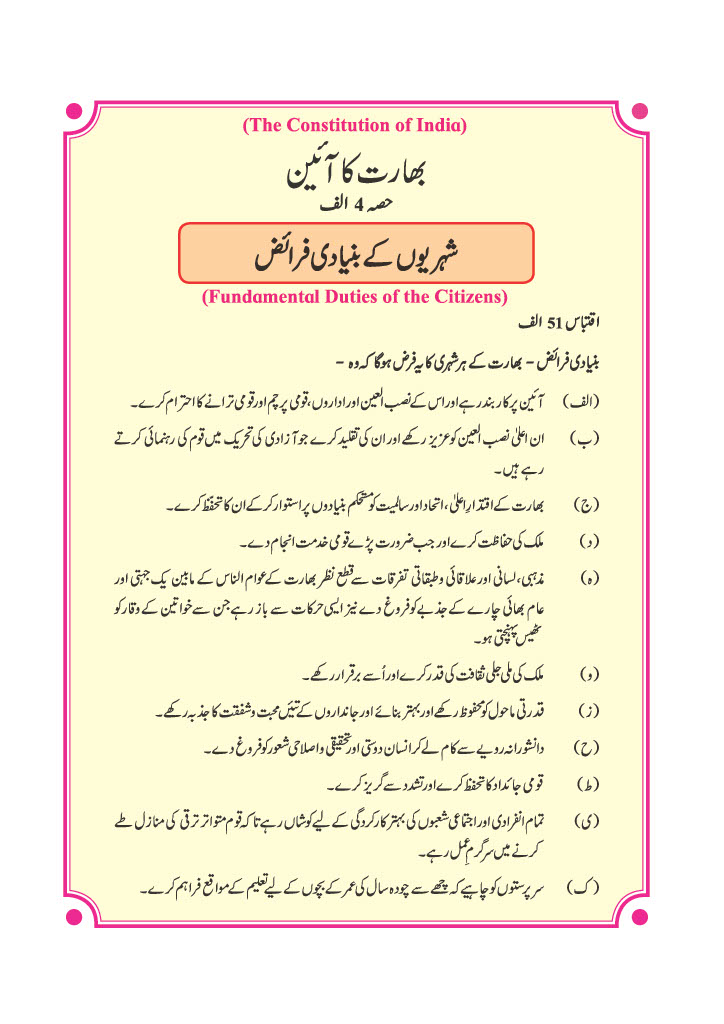 (The Constitution of India)
بھارت کا آئین
حصہ 4 الف
شہریوں کے بنیادی فرائض
(Fundamental Duties of the Citizens)
اقتباس 51 الف
بنیادی فرائض - بھارت کے ہر شہری کا یہ فرض ہوگا کہ وہ -
(الف) آئین پر کاربند رہے اور اس کے نصب العین اور اداروں، قومی پرچم اور قومی ترانے کا احترام کرے۔
(ب) ان اعلیٰ نصب العین کو عزیز رکھے اور ان کی تقلید کرے جو آزادی کی تحریک میں قوم کی رہنمائی کرتے
رہے ہیں۔
(ج) بھارت کے اقتدارِ اعلیٰ، اتحاد اور سالمیت کو مستحکم بنیادوں پر استوار کرکے ان کا تحفظ کرے۔
(د) ملک کی حفاظت کرے اور جب ضرورت پڑے قومی خدمت انجام دے۔
(ہ) مذہبی، لسانی اور علاقائی و طبقاتی تفرقات سے قطع نظر بھارت کے عوام الناس کے مابین یک جہتی اور
عام بھائی چارے کے جذبے کو فروغ دے نیز ایسی حرکات سے باز رہے جن سے خواتین کے وقار کو
ٹھیس پہنچتی ہو۔
(و) ملک کی ملی جلی ثقافت کی قدر کرے اور اُسے برقرار رکھے۔
(ز) قدرتی ماحول کو محفوظ رکھے اور بہتر بنائے اور جانداروں کے تئیں محبت و شفقت کا جذبہ رکھے۔
(ح) دانشورانہ رویے سے کام لے کر انسان دوستی اور تحقیقی و اصلاحی شعور کو فروغ دے۔
(ط) قومی جائداد کا تحفظ کرے اور تشدد سے گریز کرے۔
(ی) تمام انفرادی اور اجتماعی شعبوں کی بہتر کارکردگی کے لیے کوشاں رہے تاکہ قوم متواتر ترقی کی منازل طے
کرنے میں سرگرمِ عمل رہے۔
(ک) سرپرستوں کو چاہیے کہ چھے سے چودہ سال کی عمر کے بچوں کے لیے تعلیم کے مواقع فراہم کرے۔